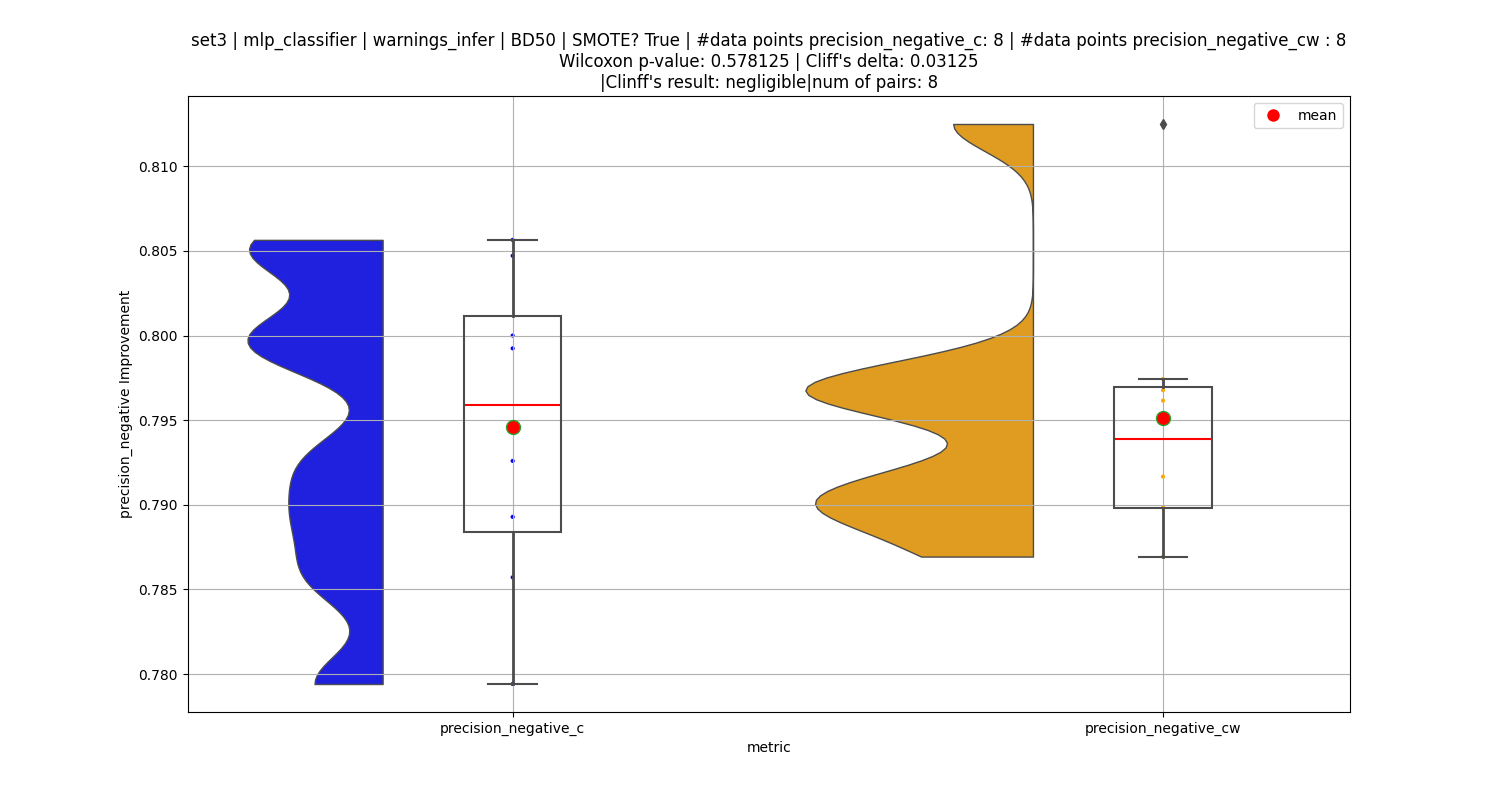 set3 | mlp_classifier | warnings_infer | BD50 | SMOTE? True | #data points precision_negative_c: 8 | #data points precision_negative_cw : 8
Wilcoxon p-value: 0.578125 | Cliff's delta: 0.03125
|Clinff's result: negligible|num of pairs: 8
mean
0.810
0.805
0.800
0.795
0.790
0.785
0.780
precision_negative Improvement
precision_negative_c
precision_negative_cw
metric